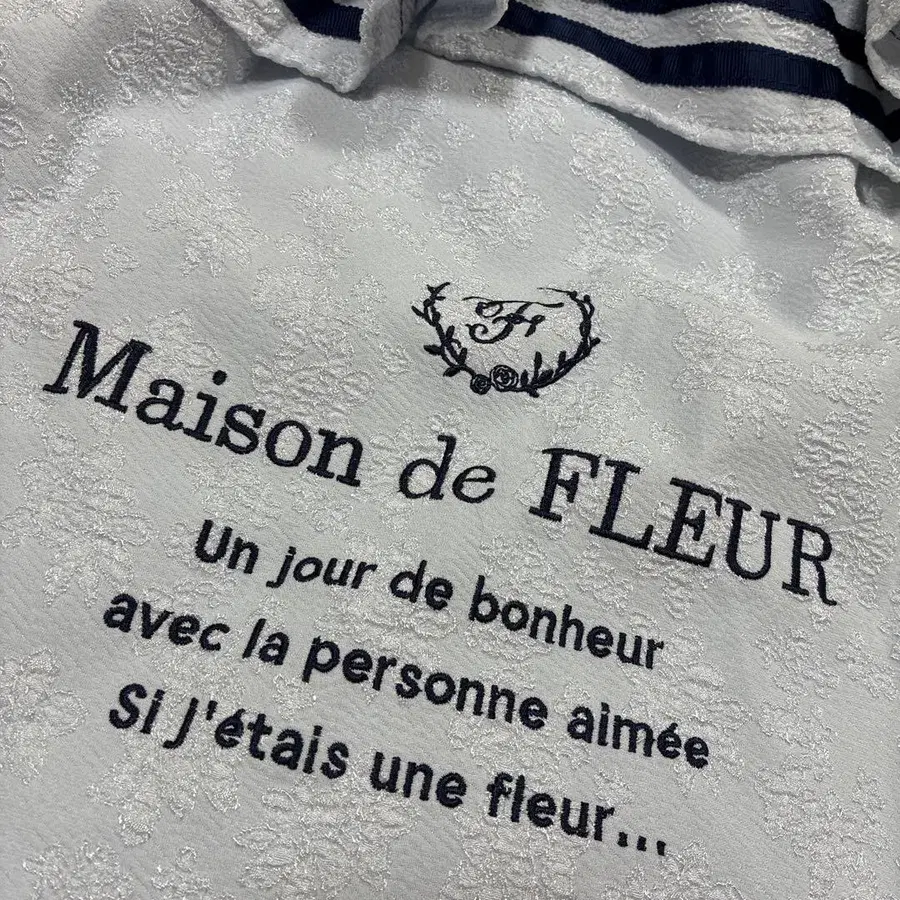 F
Maison de FLEUR
Un jour de bonheur
avec la personne aimée
Si J'étais une fleur...